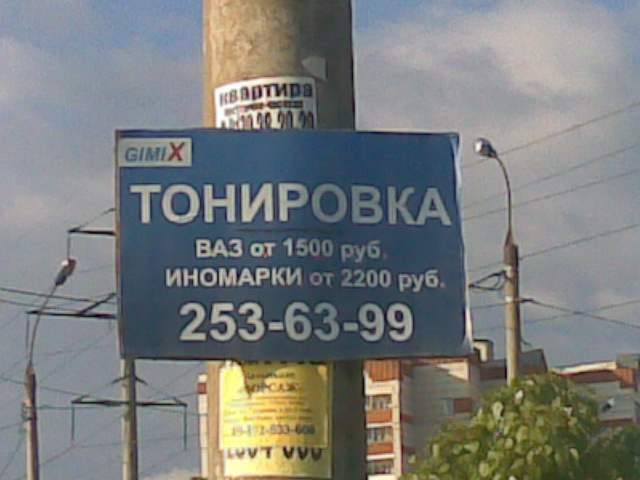 квартира
GIMIX
ТОНИРОВКА
ВАЗ от 1500 руб.
ИНОМАРКИ от 2200 руб.
253-63-99